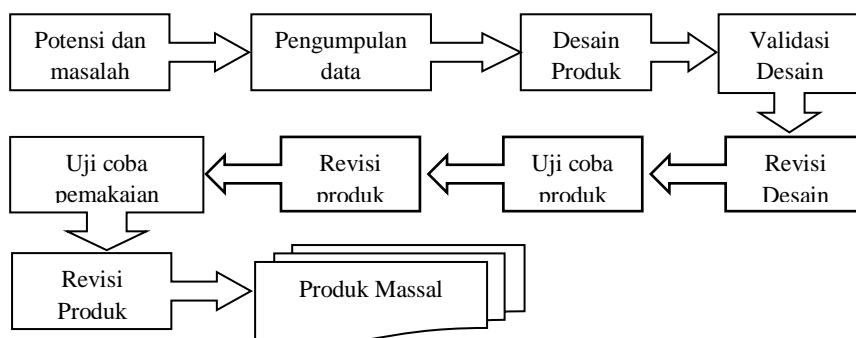 Potensi dan
masalah
Pengumpulan
data
Desain
Produk
Validasi
Desain
Revisi
Desain
Uji coba
produk
Revisi
produk
Uji coba
pemakaian
Revisi
Produk
Produk Massal